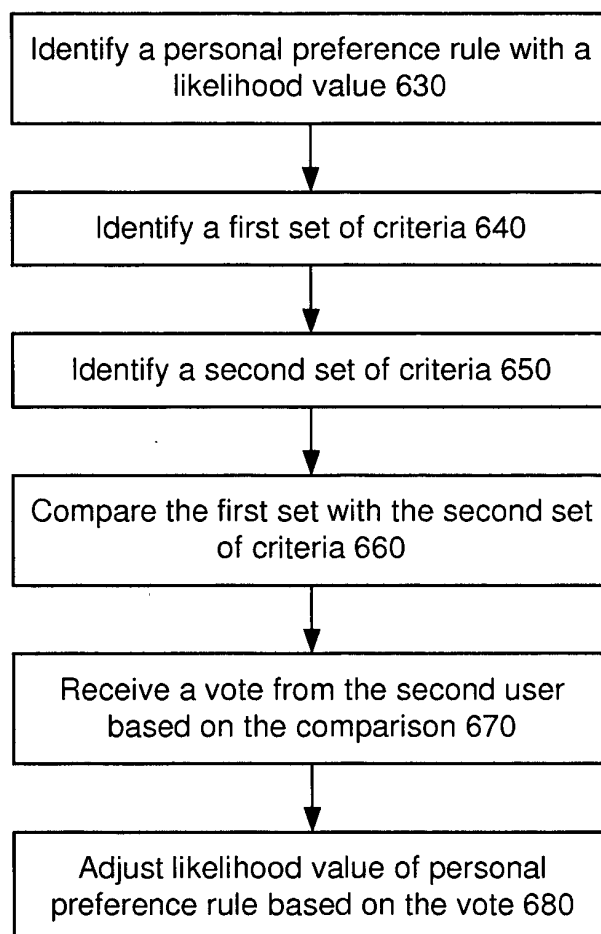 Identify a personal preference rule with a
likelihood value 630
Identify a first set of criteria 640
Identify a second set of criteria 650
Compare the first set with the second set
of criteria 660
Receive a vote from the second user
based on the comparison 670
Adjust likelihood value of personal
preference rule based on the vote 680